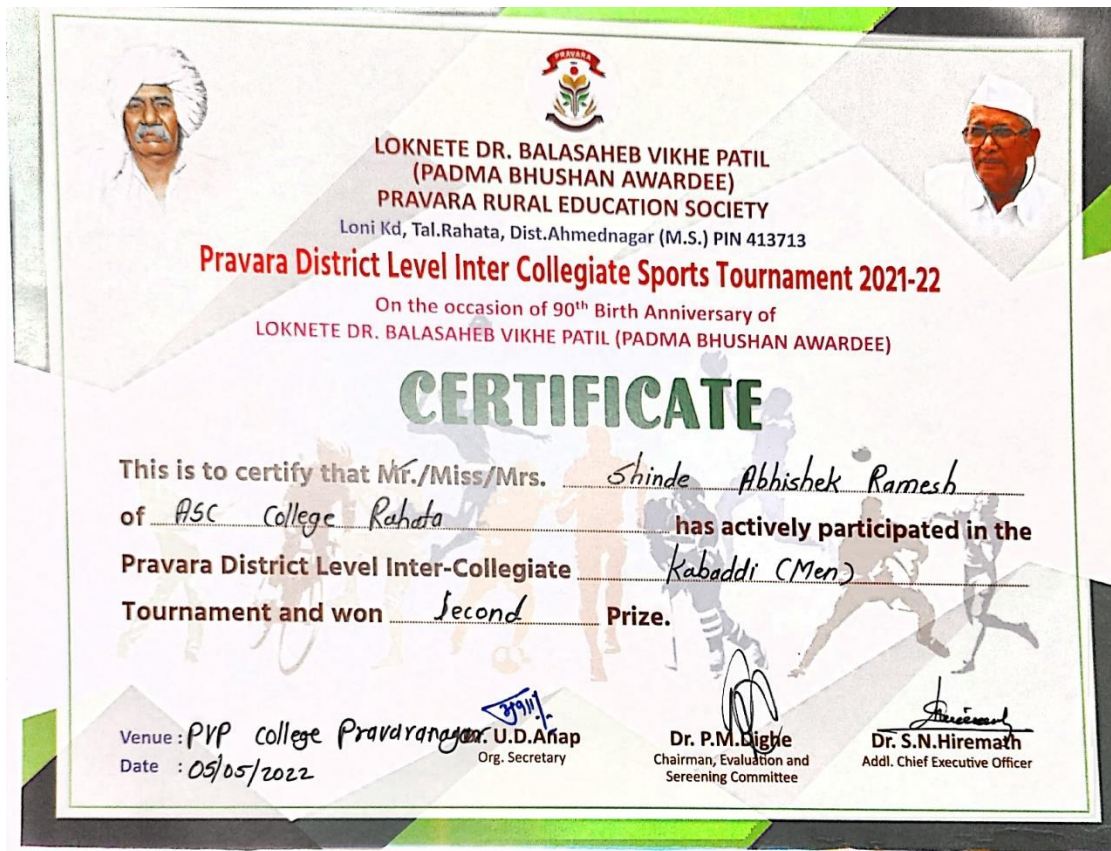 PRAVARA
LOKNETE DR. BALASAHEB VIKHE PATIL
(PADMA BHUSHAN AWARDEE)
PRAVARA RURAL EDUCATION SOCIETY
Loni Kd, Tal.Rahata, Dist.Ahmednagar (M.S.) PIN 413713
Pravara District Level Inter Collegiate Sports Tournament 2021-22
On the occasion of 90th Birth Anniversary of
LOKNETE DR. BALASAHEB VIKHE PATIL (PADMA BHUSHAN AWARDEE)
CERTIFICATE
This is to certify that Mr./Miss/Mrs. Shinde Abhishek Ramesh
of ASC College Rahata has actively participated in the
Pravara District Level Inter-Collegiate Kabaddi (Men)
Tournament and won Second Prize.
Venue : PVP college Pravaranagar
Date : 05/05/2022
Dr. U.D.Anap
Org. Secretary
Dr. P.M.Dighe
Chairman, Evaluation and
Sereening Committee
Dr. S.N.Hiremath
Addl. Chief Executive Officer